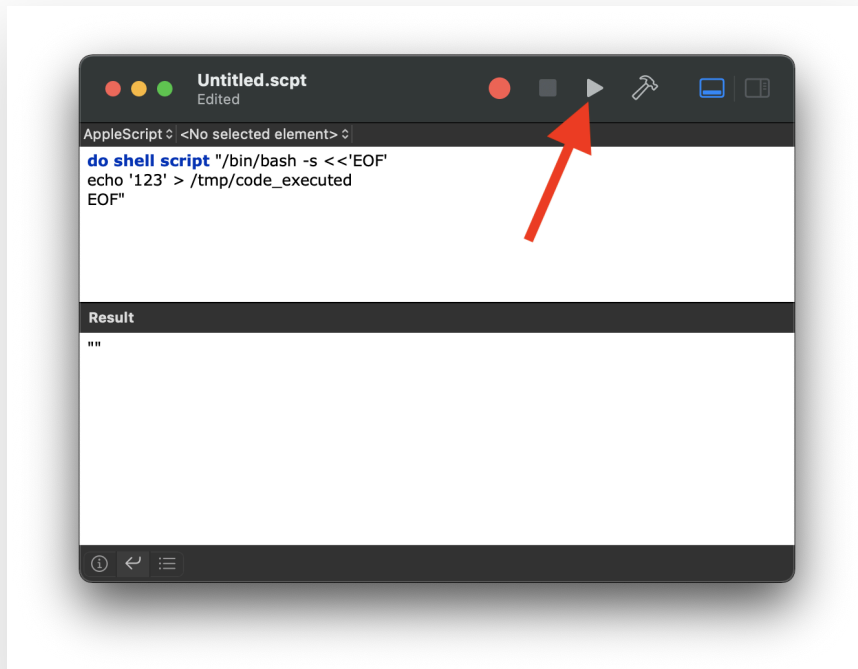 Untitled.scpt
Edited
AppleScript <No selected element>
do shell script "/bin/bash -s <<'EOF'
echo '123' > /tmp/code_executed
EOF"
Result
""